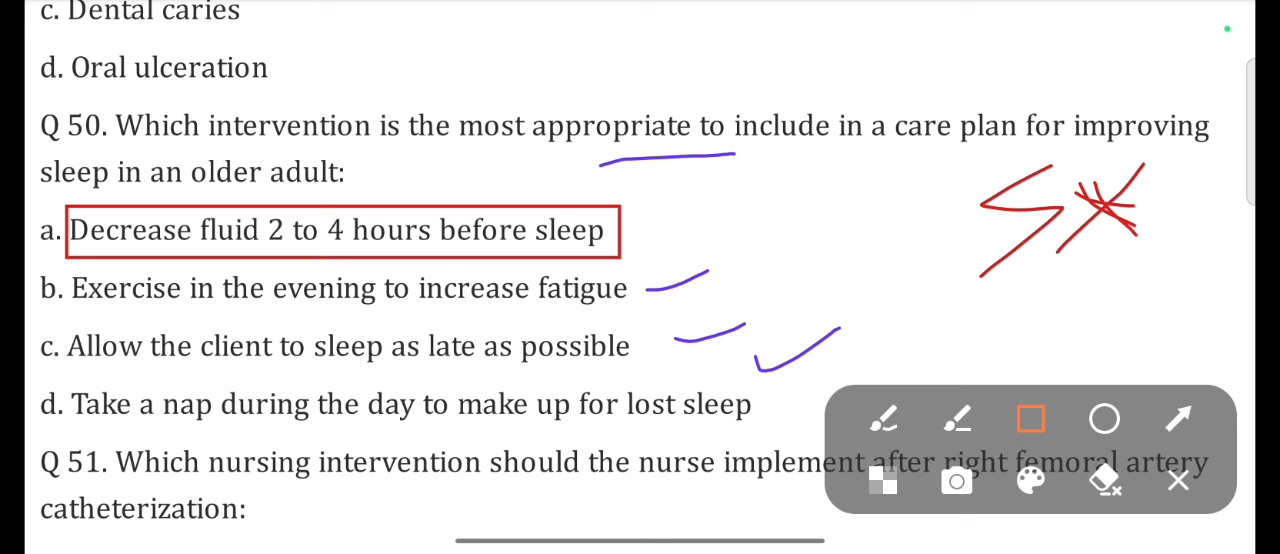 c. Dental caries
d. Oral ulceration
Q 50. Which intervention is the most appropriate to include in a care plan for improving
sleep in an older adult:
a. Decrease fluid 2 to 4 hours before sleep
b. Exercise in the evening to increase fatigue
c. Allow the client to sleep as late as possible
d. Take a nap during the day to make up for lost sleep
Q 51. Which nursing intervention should the nurse implement after right femoral artery
catheterization: